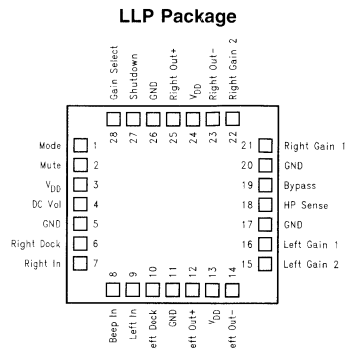 LLP Package
Gain Select
Shutdown
GND
Right Out+
VDD
Right Out-
Right Gain 2
28 27 26 25 24 23 22
Mode 1
Mute 2
VDD 3
DC Vol 4
GND 5
Right Dock 6
Right In 7
21 Right Gain 1
20 GND
19 Bypass
18 HP Sense
17 GND
16 Left Gain 1
15 Left Gain 2
8 9 10 11 12 13 14
Beep In
Left In
eft Dock
GND
eft Out+
VDD
eft Out-